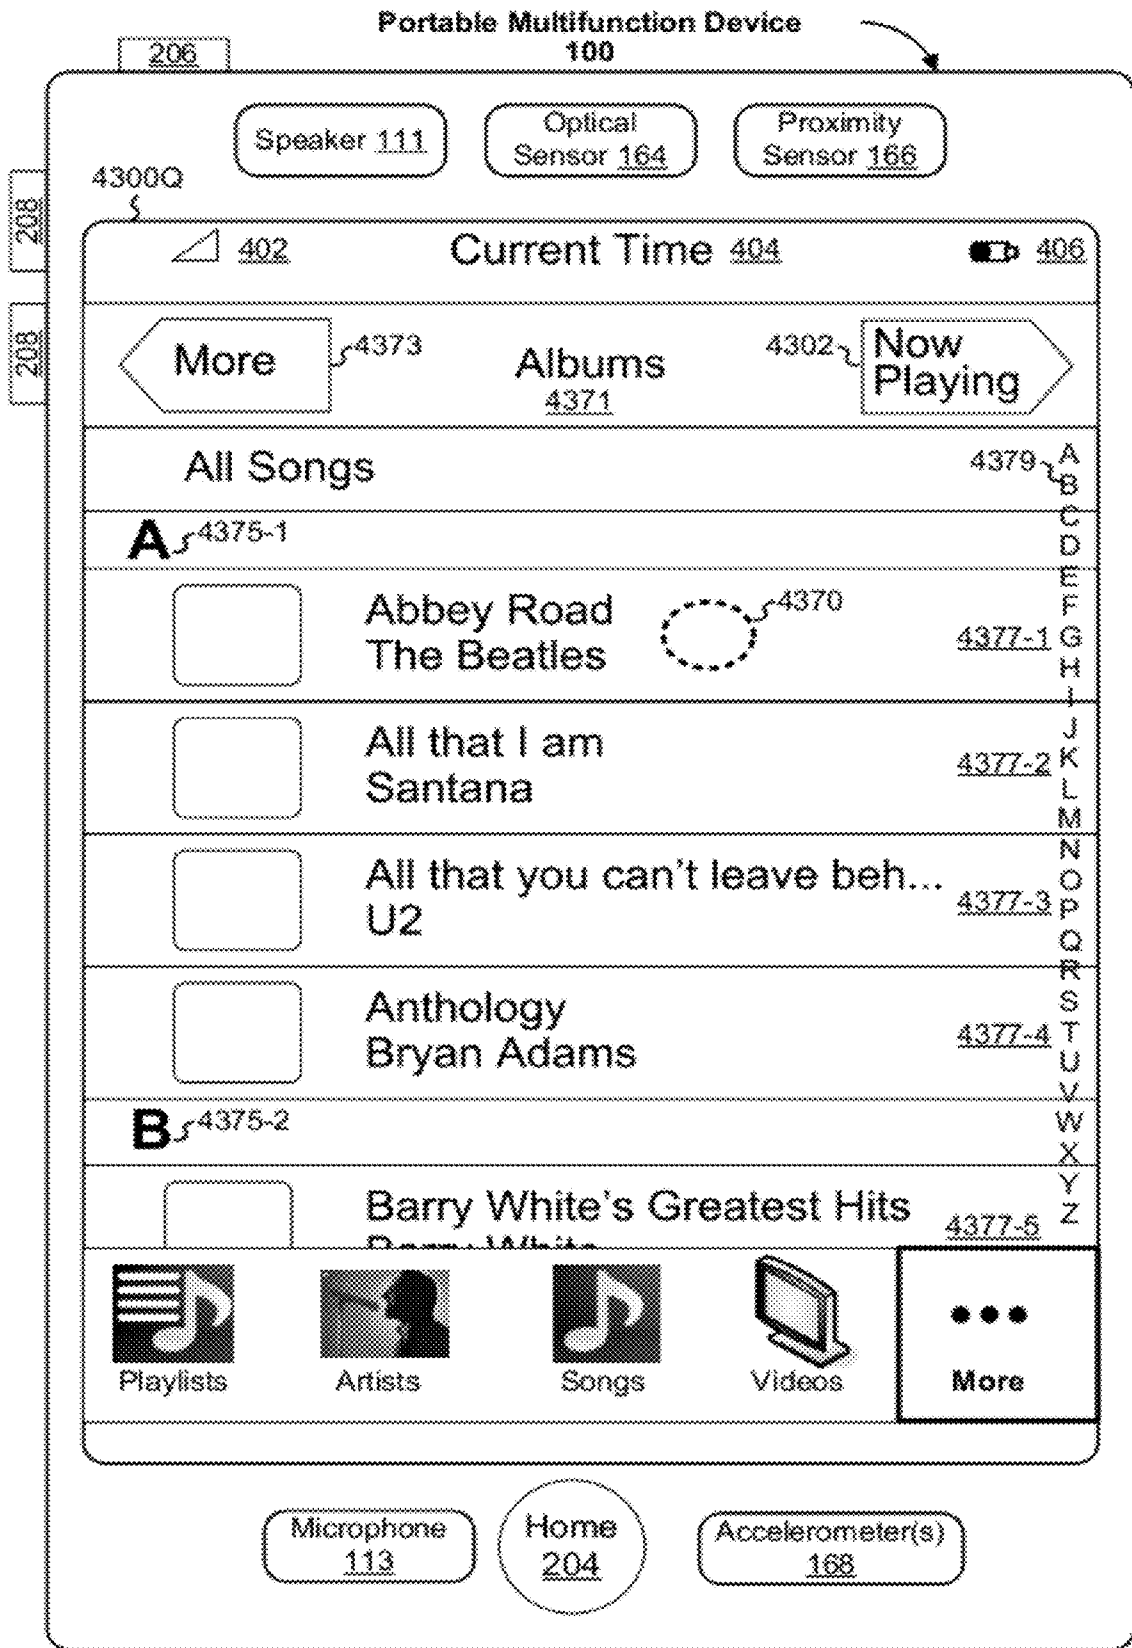 Portable Multifunction Device
100
206
Speaker 111
Optical
Sensor 164
Proximity
Sensor 166
4300Q
208
208
402
Current Time 404
406
More
4373
Albums
4371
4302
Now
Playing
All Songs
4379
A
B
C
D
E
F
G
H
I
J
K
L
M
N
O
P
Q
R
S
T
U
V
W
X
Y
Z
A
4375-1
Abbey Road
The Beatles
4370
4377-1
All that I am
Santana
4377-2
All that you can't leave beh...
U2
4377-3
Anthology
Bryan Adams
4377-4
B
4375-2
Barry White's Greatest Hits
Barry White
4377-5
Playlists
Artists
Songs
Videos
More
Microphone
113
Home
204
Accelerometer(s)
168